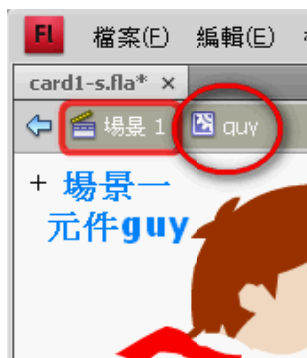 Fl 檔案(F) 編輯(E)
card1-s.fla* ×
場景 1 guy
+ 場景一
元件guy